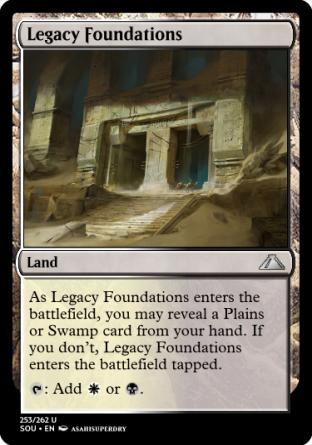 Legacy Foundations
Land
As Legacy Foundations enters the
battlefield, you may reveal a Plains
or Swamp card from your hand. If
you don't, Legacy Foundations
enters the battlefield tapped.
: Add or .
253/262 U
SOU • EN ASAHISUPERDRY